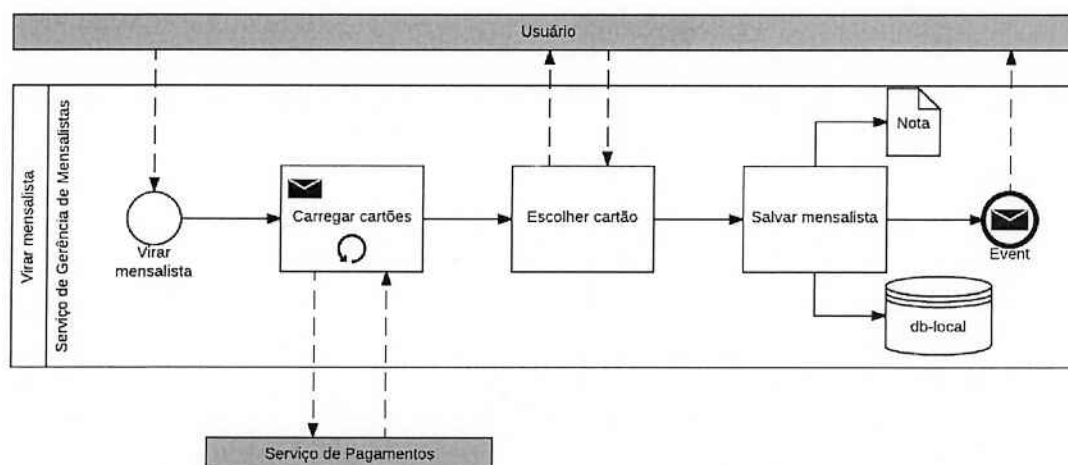 Usuário
Virar mensalista
Serviço de Gerência de Mensalistas
Virar
mensalista
Carregar cartões
Escolher cartão
Salvar mensalista
Nota
Event
db-local
Serviço de Pagamentos